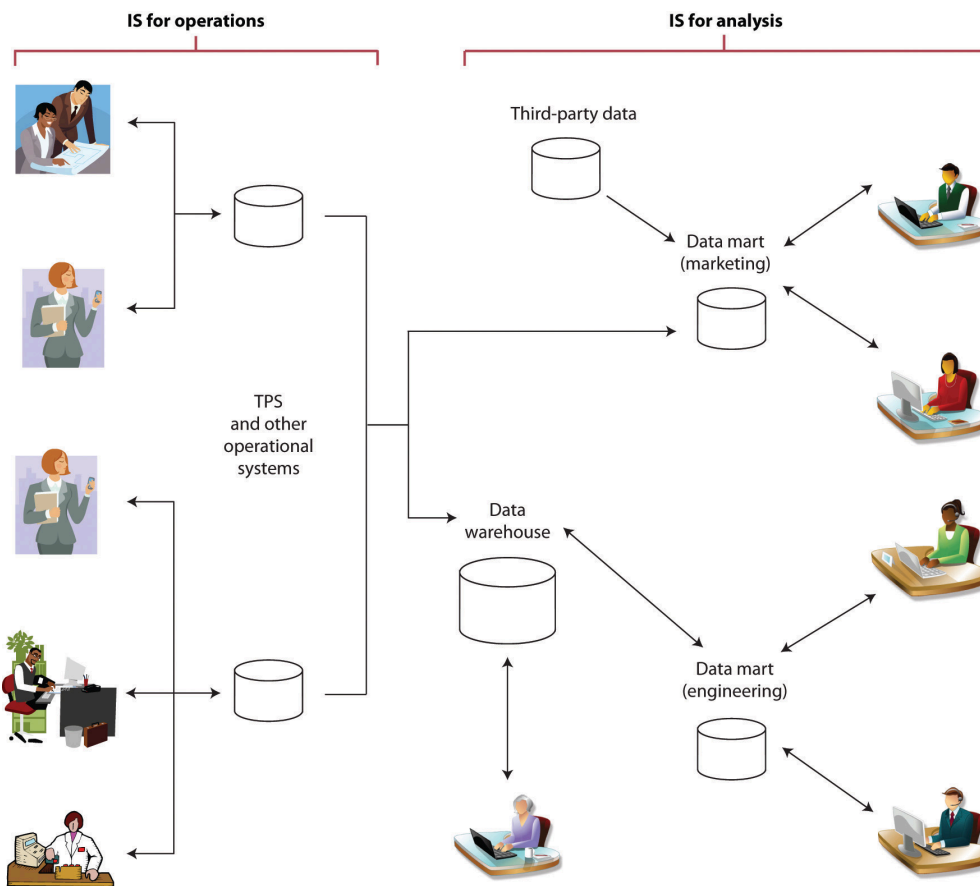 IS for operations
IS for analysis
Third-party data
Data mart
(marketing)
TPS
and other
operational
systems
Data
warehouse
Data mart
(engineering)